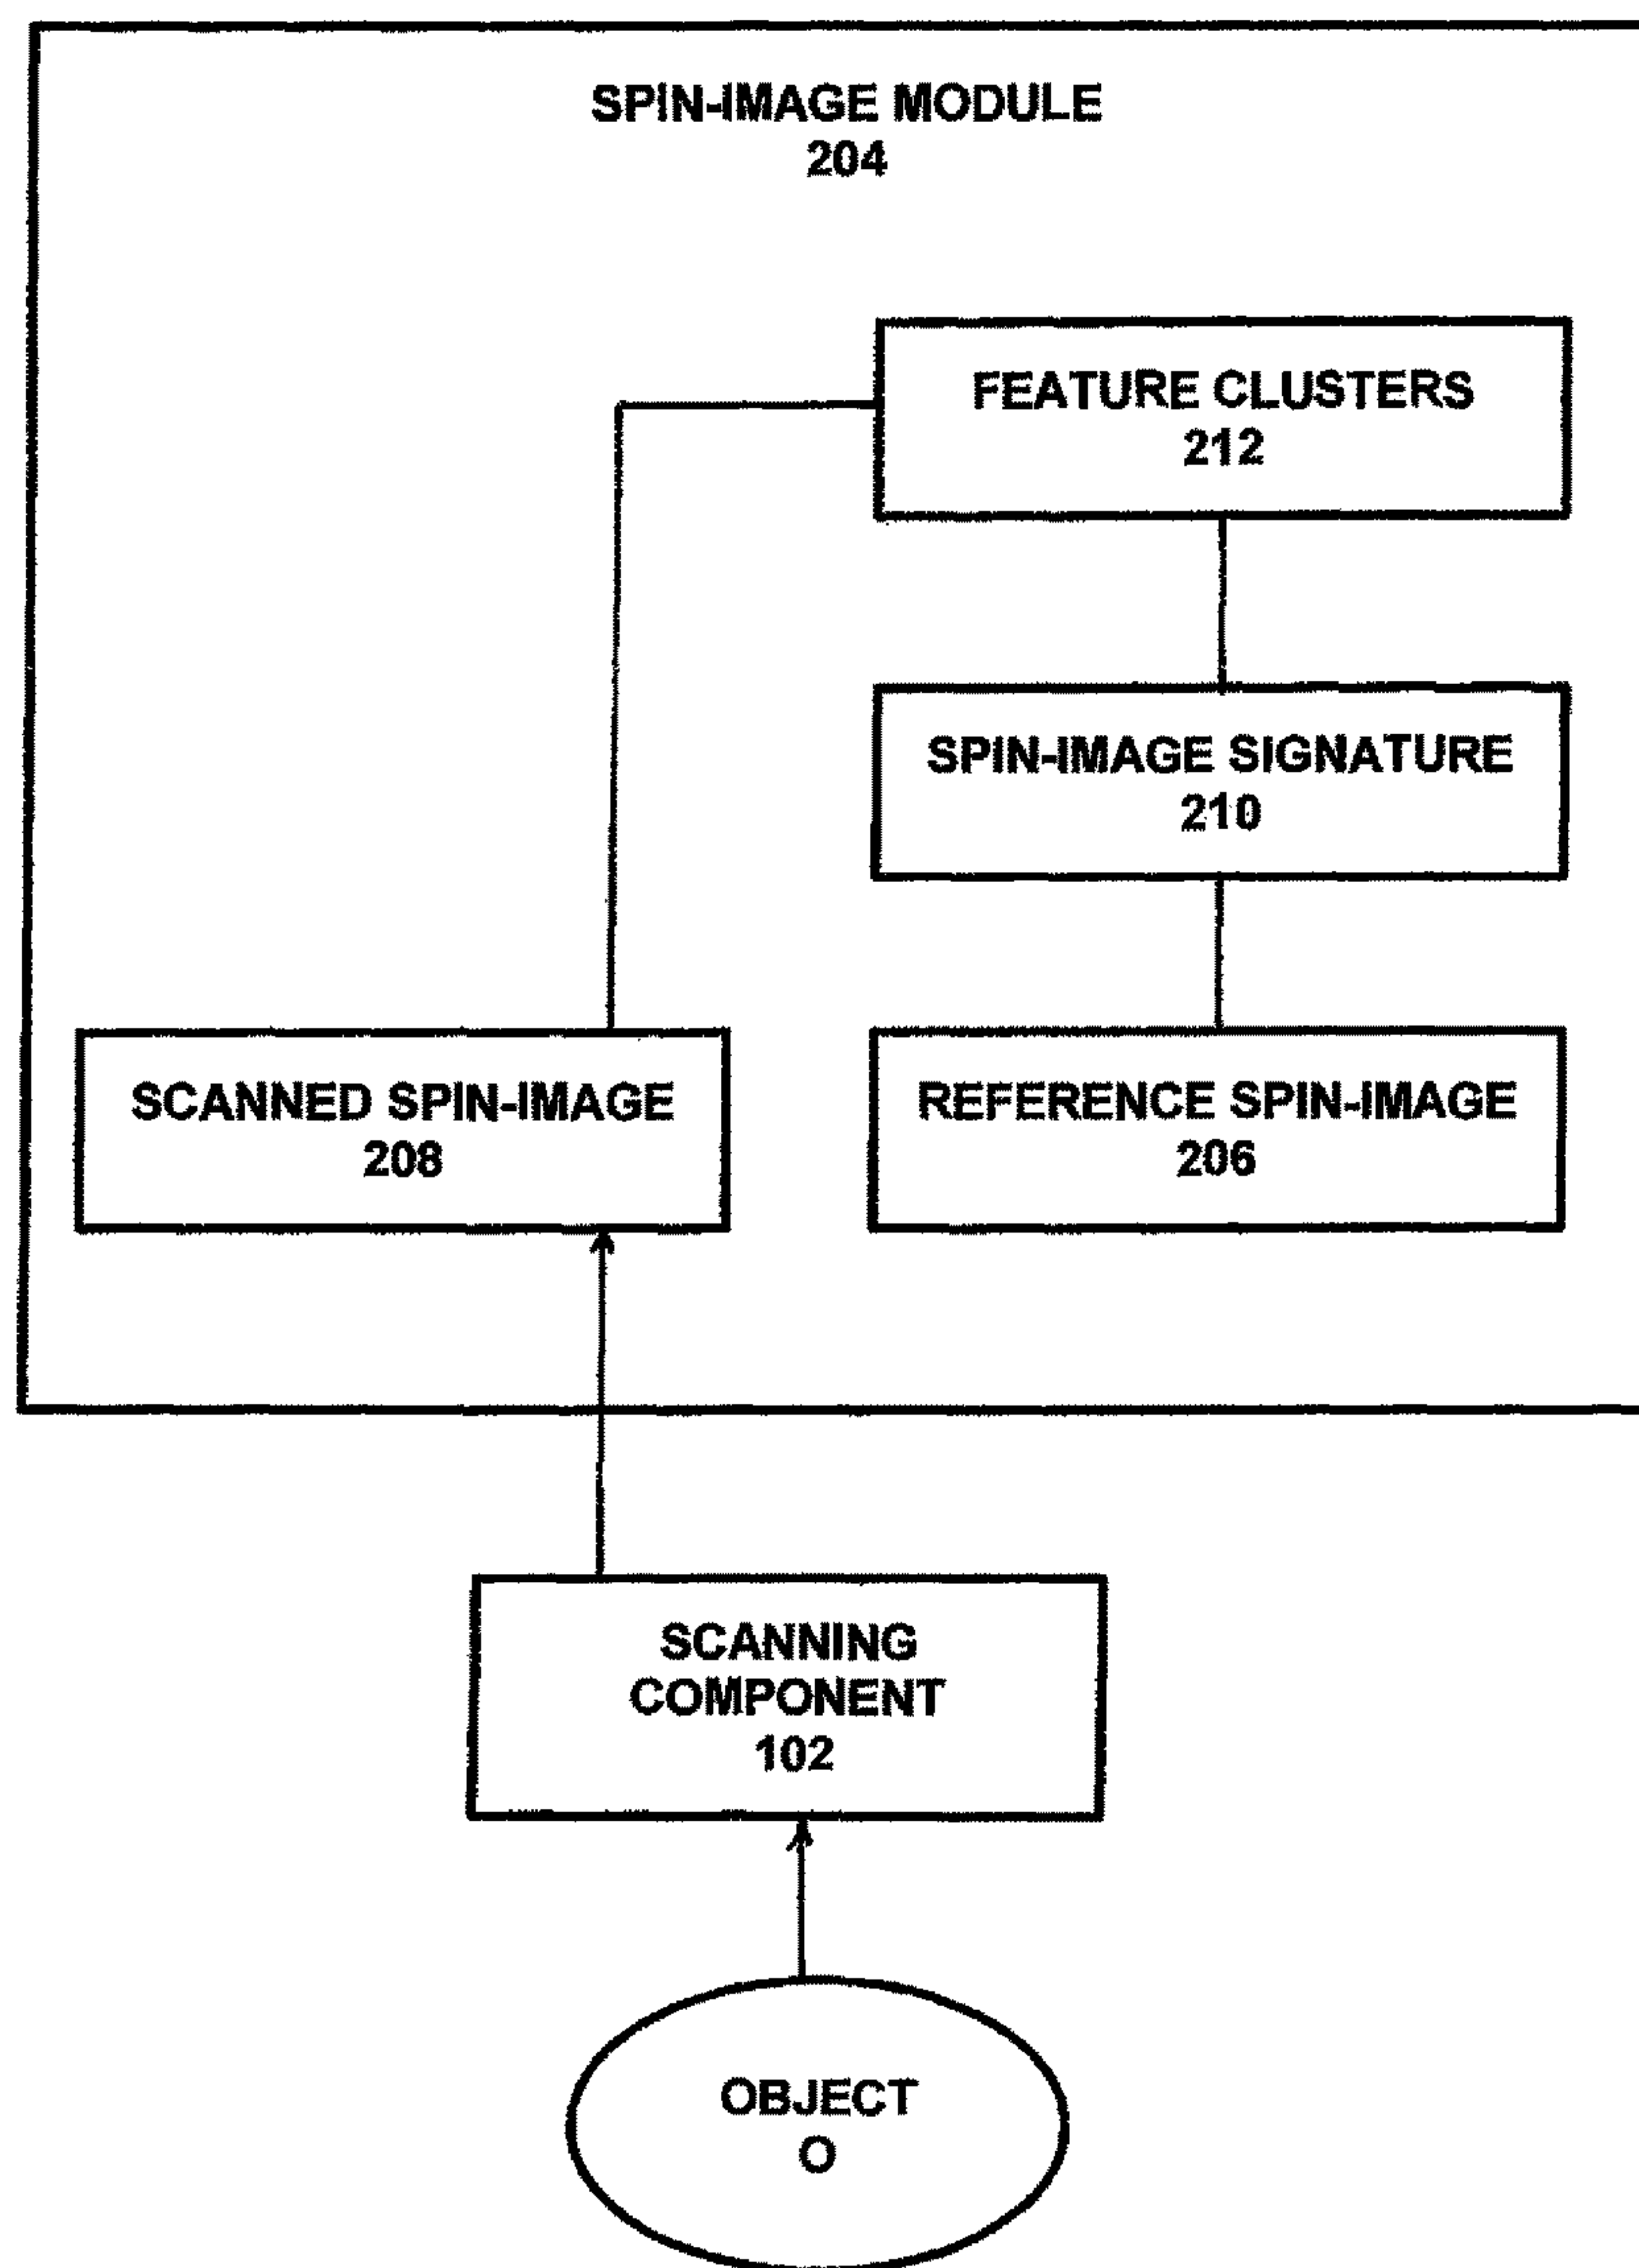 SPIN-IMAGE MODULE
204
FEATURE CLUSTERS
212
SPIN-IMAGE SIGNATURE
210
SCANNED SPIN-IMAGE
208
REFERENCE SPIN-IMAGE
206
SCANNING
COMPONENT
102
OBJECT
O